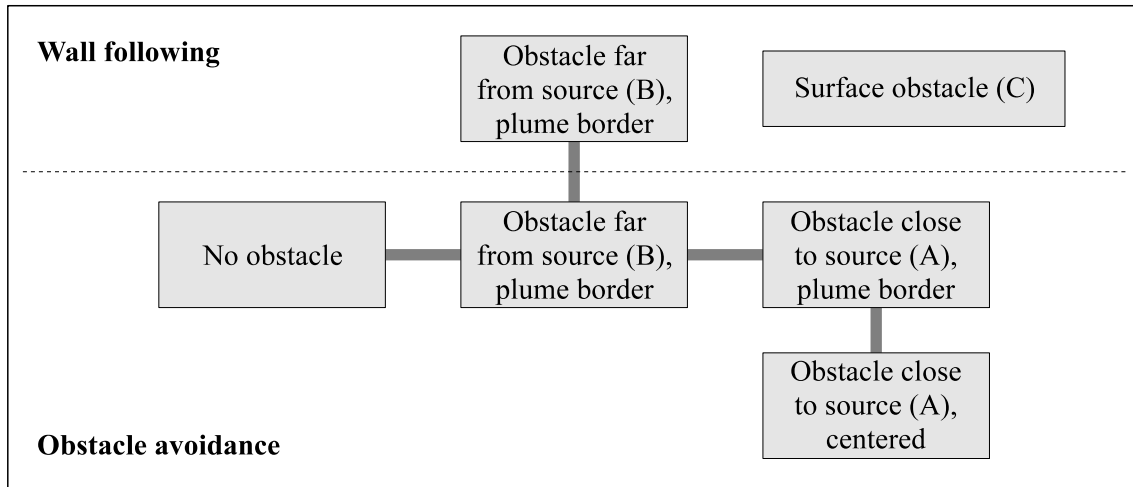 Wall following
Obstacle far
from source (B),
plume border
Surface obstacle (C)
No obstacle
Obstacle far
from source (B),
plume border
Obstacle close
to source (A),
plume border
Obstacle close
to source (A),
centered
Obstacle avoidance